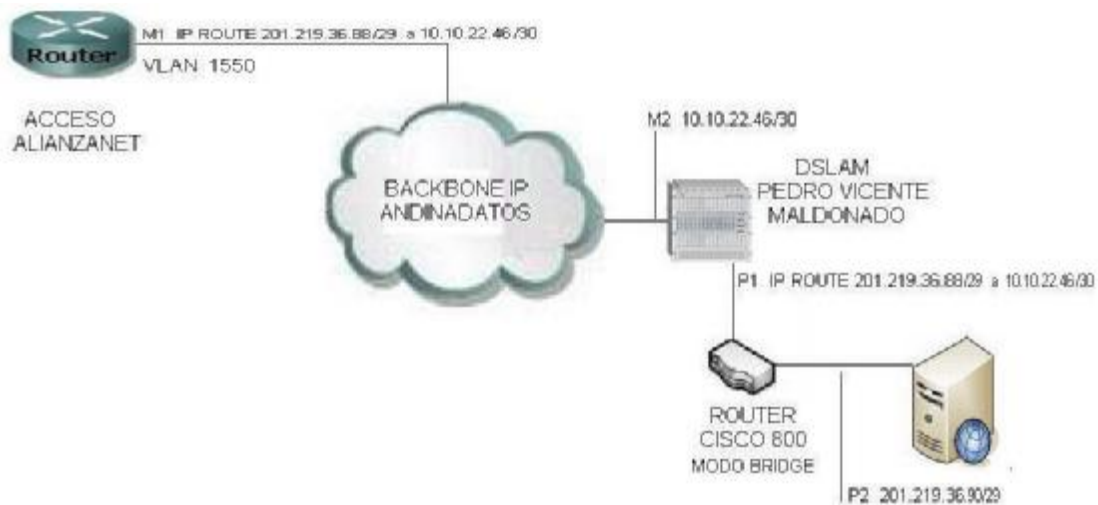 M1 IP ROUTE 201.219.36.88/29 a 10.10.22.46/30
Router
VLAN 1550
ACCESO
ALIANZANET
M2 10.10.22.46/30
BACKBONE IP
ANDINADATOS
DSLAM
PEDRO VICENTE
MALDONADO
P1 IP ROUTE 201.219.36.88/29 a 10.10.22.46/30
ROUTER
CISCO 800
MODO BRIDGE
P2 201.219.36.90/29